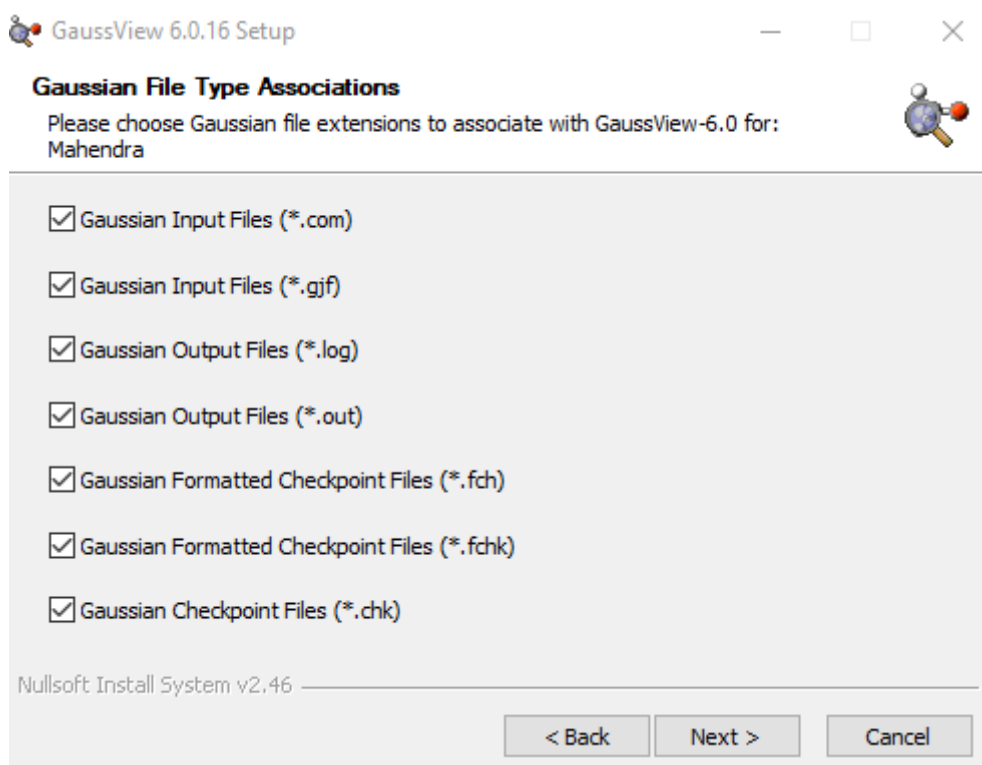 GaussView 6.0.16 Setup
Gaussian File Type Associations
Please choose Gaussian file extensions to associate with GaussView-6.0 for:
Mahendra
Gaussian Input Files (*.com)
Gaussian Input Files (*.gjf)
Gaussian Output Files (*.log)
Gaussian Output Files (*.out)
Gaussian Formatted Checkpoint Files (*.fch)
Gaussian Formatted Checkpoint Files (*.fchk)
Gaussian Checkpoint Files (*.chk)
Nullsoft Install System v2.46
< Back Next > Cancel